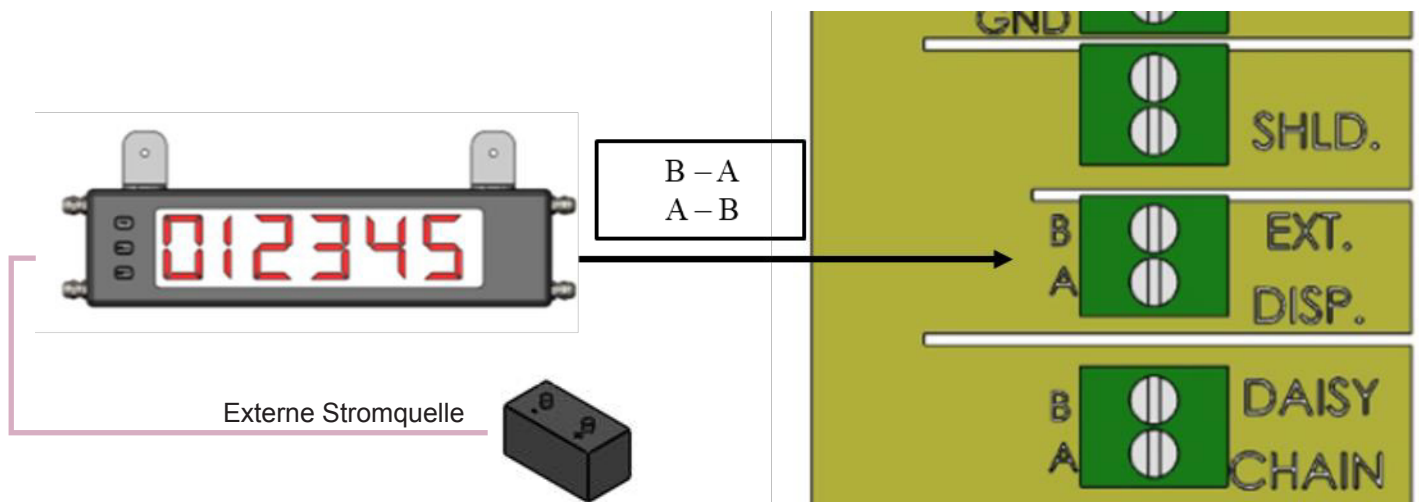 GND
SHLD.
B – A
A – B
B
A
EXT.
DISP.
012345
Externe Stromquelle
B
A
DAISY
CHAIN